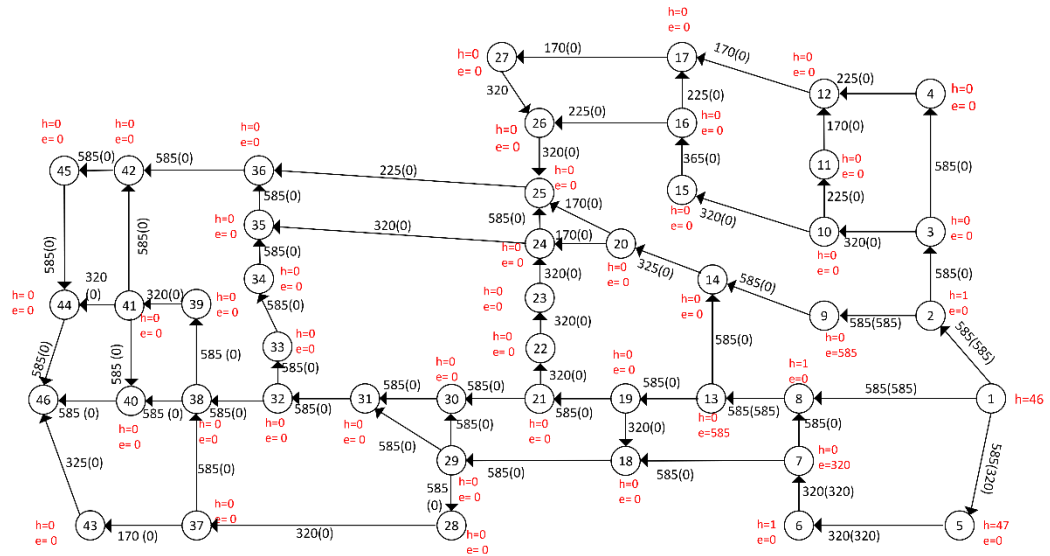 h=0
h=0
e= 0
27
170(0)
17
170(0)
h=0
e= 0
h=0
e= 0
320
225(0)
12
225(0)
4
h=0
e= 0
26
225(0)
16
h=0
e= 0
170(0)
h=0
e= 0
320(0)
365(0)
11
h=0
e= 0
585(0)
h=0
e= 0
h=0
e= 0
h=0
e= 0
45
585(0)
42
585(0)
36
225(0)
h=0
e= 0
25
15
h=0
e= 0
225(0)
585(0)
585(0)
170(0)
320(0)
10
320(0)
3
h=0
e= 0
h=0
e= 0
35
320(0)
585(0)
24
170(0)
20
h=0
e= 0
h=0
e= 0
h=0
e= 0
585(0)
585(0)
585(0)
34
h=0
e= 0
320(0)
325(0)
14
585(0)
585(0)
h=0
e= 0
44
320
(0)
41
320(0)
39
h=0
e= 0
h=0
e= 0
23
h=0
e= 0
9
585(585)
2
h=1
e=0
h=0
e= 0
585(0)
320(0)
h=0
e=585
585(585)
585(0)
585 (0)
585 (0)
33
h=0
e= 0
h=0
e= 0
22
585(0)
585(0)
h=0
e= 0
h=0
e= 0
320(0)
h=1
e=0
46
585 (0)
40
585(0)
38
585(0)
32
585(0)
31
585(0)
30
585(0)
21
585(0)
19
585(0)
13
585(585)
8
585(585)
1
h=46
h=0
e= 0
h=0
e= 0
h=0
e= 0
h=0
e= 0
h=0
e= 0
320(0)
h=0
e=585
585(0)
585(0)
585(0)
585(320)
325(0)
585(0)
29
585(0)
18
585(0)
7
h=0
e=320
585
(0)
h=0
e= 0
h=0
e= 0
320(320)
h=0
e= 0
43
170 (0)
37
h=0
e= 0
320(0)
28
h=0
e= 0
h=1
e=0
6
320(320)
5
h=47
e=0